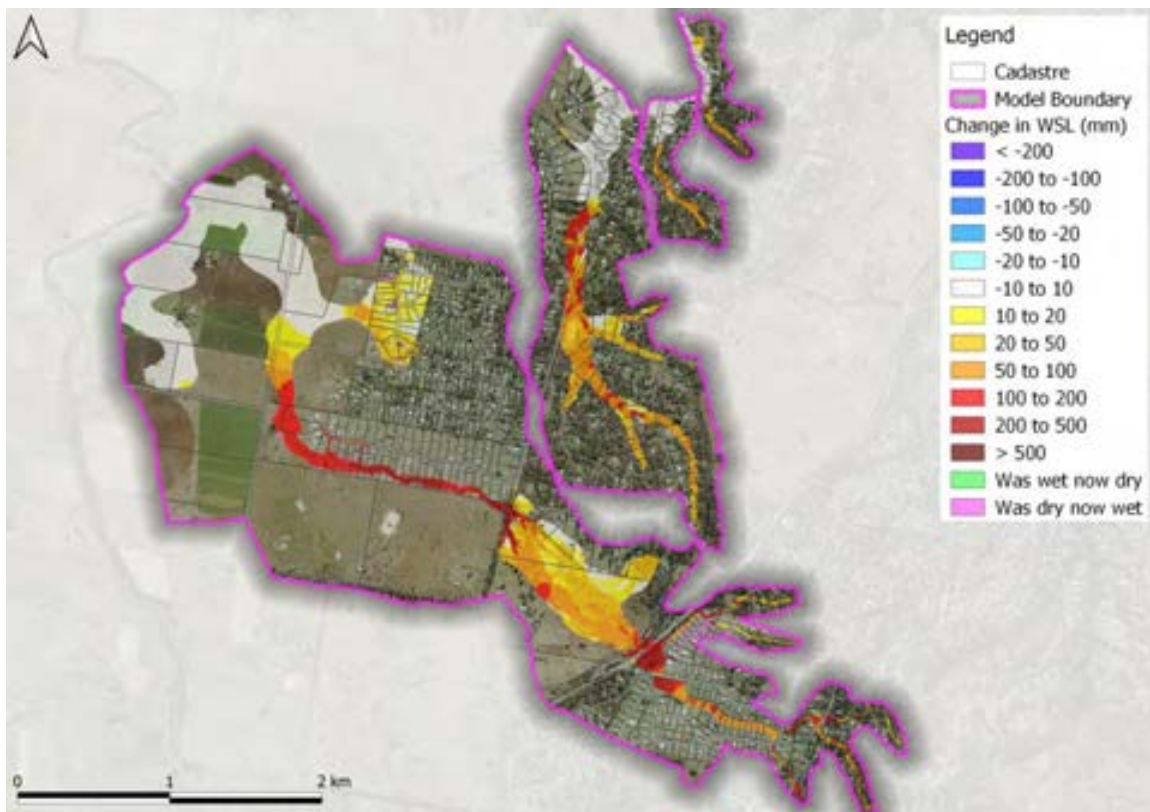 Legend
Cadastre
Model Boundary
Change in WSL (mm)
< -200
-200 to -100
-100 to -50
-50 to -20
-20 to -10
-10 to 10
10 to 20
20 to 50
50 to 100
100 to 200
200 to 500
> 500
Was wet now dry
Was dry now wet
0 1 2 km